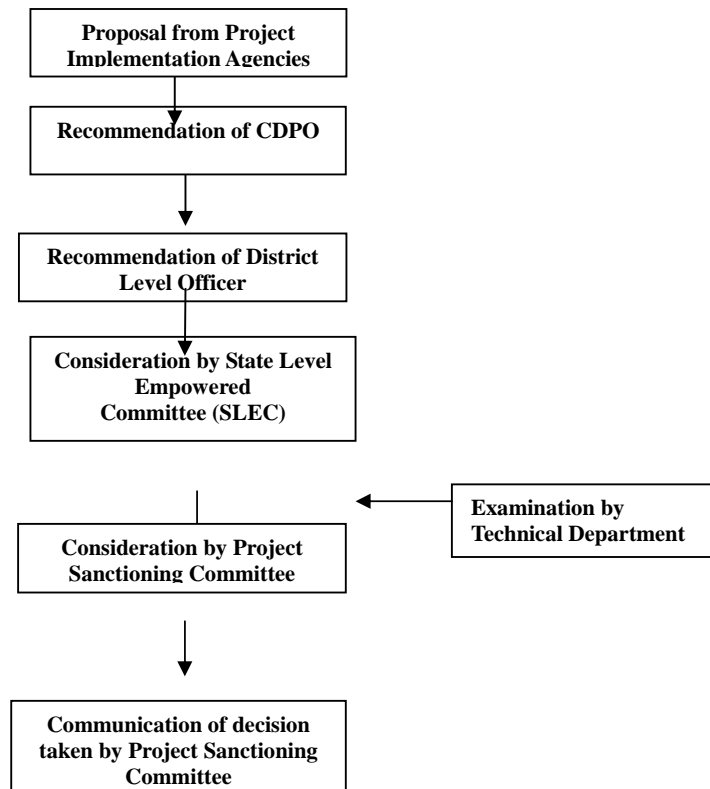 Proposal from Project
Implementation Agencies
Recommendation of CDPO
Recommendation of District
Level Officer
Consideration by State Level
Empowered
Committee (SLEC)
Examination by
Technical Department
Consideration by Project
Sanctioning Committee
Communication of decision
taken by Project Sanctioning
Committee